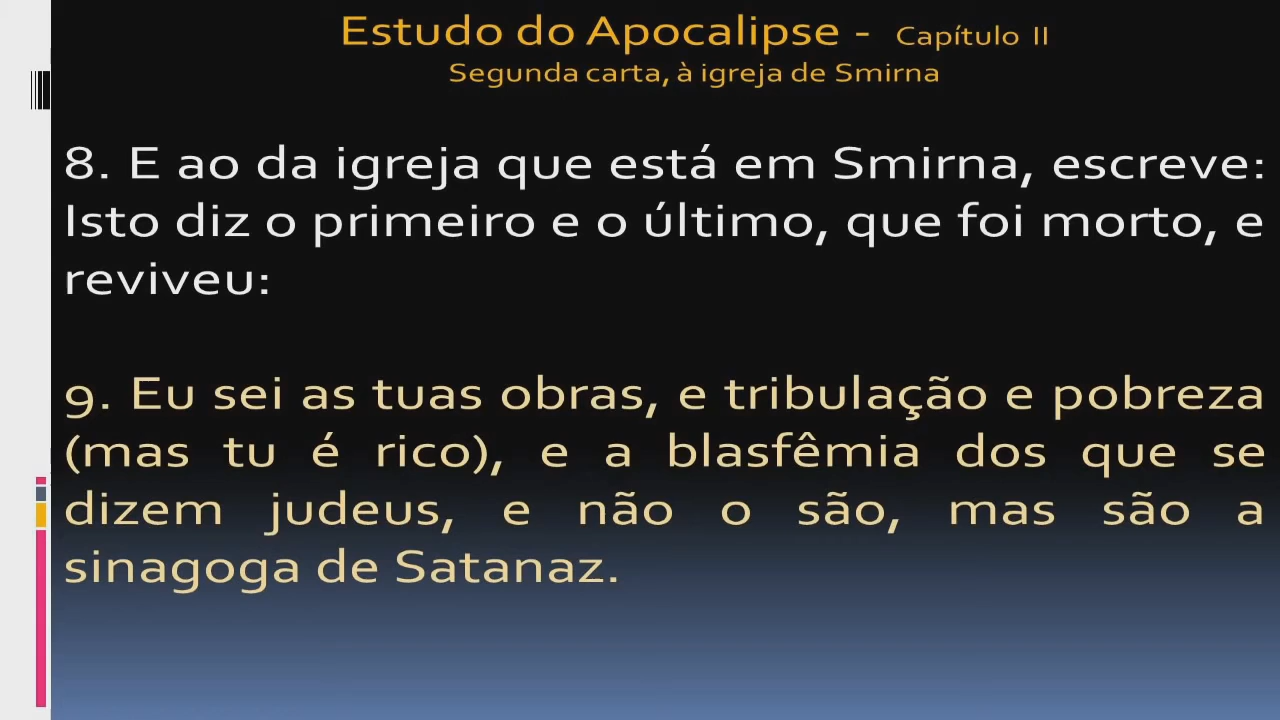 Estudo do Apocalipse - Capítulo II
Segunda carta, à igreja de Smirna
8. E ao da igreja que está em Smirna, escreve:
Isto diz o primeiro e o último, que foi morto, e
reviveu:
9. Eu sei as tuas obras, e tribulação e pobreza
(mas tu é rico), e a blasfêmia dos que se
dizem judeus, e não o são, mas são a
sinagoga de Satanaz.